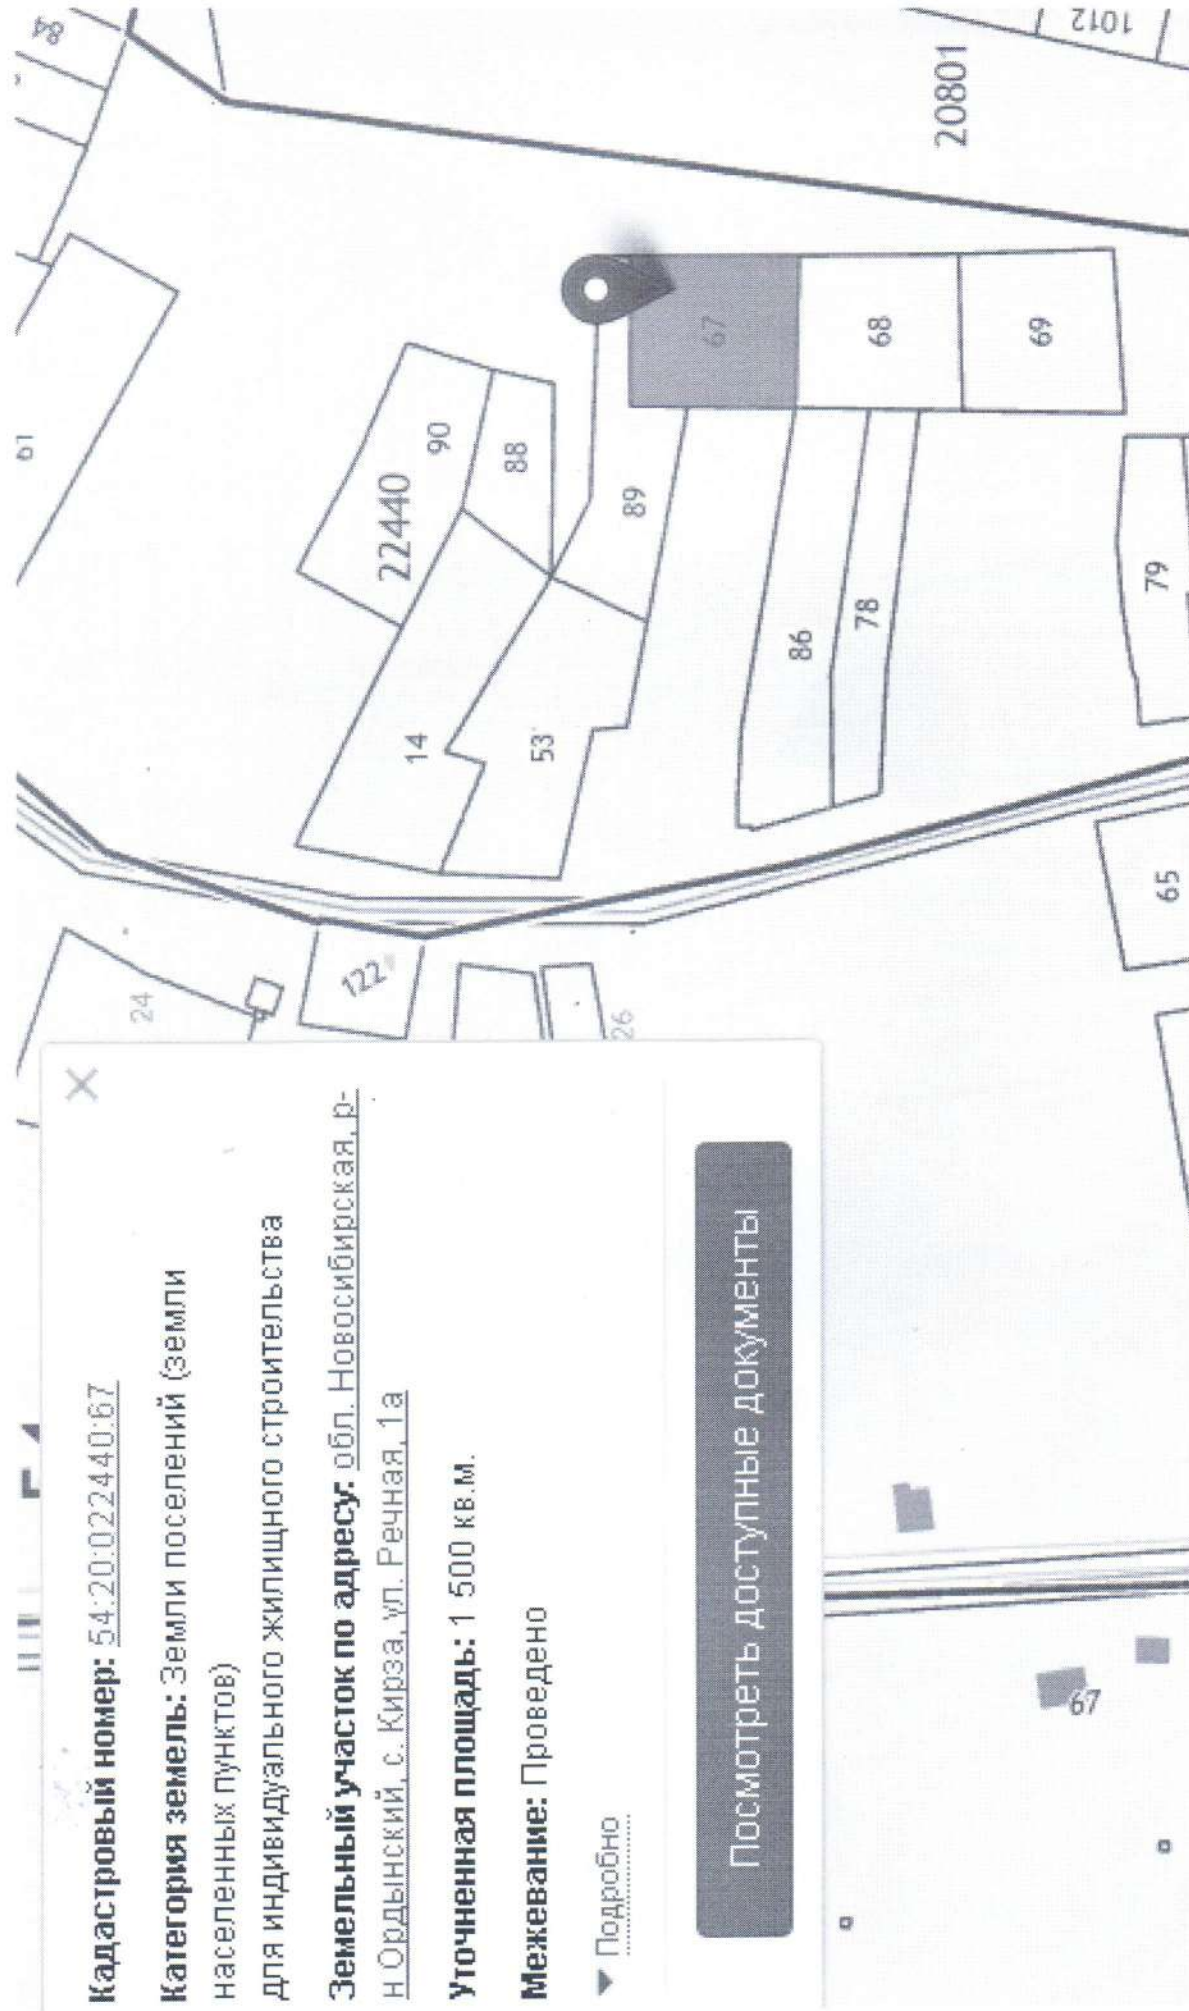 Кадастровый номер: 54:20:022440:67
Категория земель: Земли поселений (земли
населенных пунктов)
для индивидуального жилищного строительства
Земельный участок по адресу: обл. Новосибирская, р-
н Ордынский, с. Кирза, ул. Речная, 1а
Уточненная площадь: 1 500 кв.м.
Межевание: Проведено
▼ Подробно
Посмотреть доступные документы
24
122
26
65
67
14
53
86
78
79
22440
90
88
89
61
67
68
69
84
20801
1012